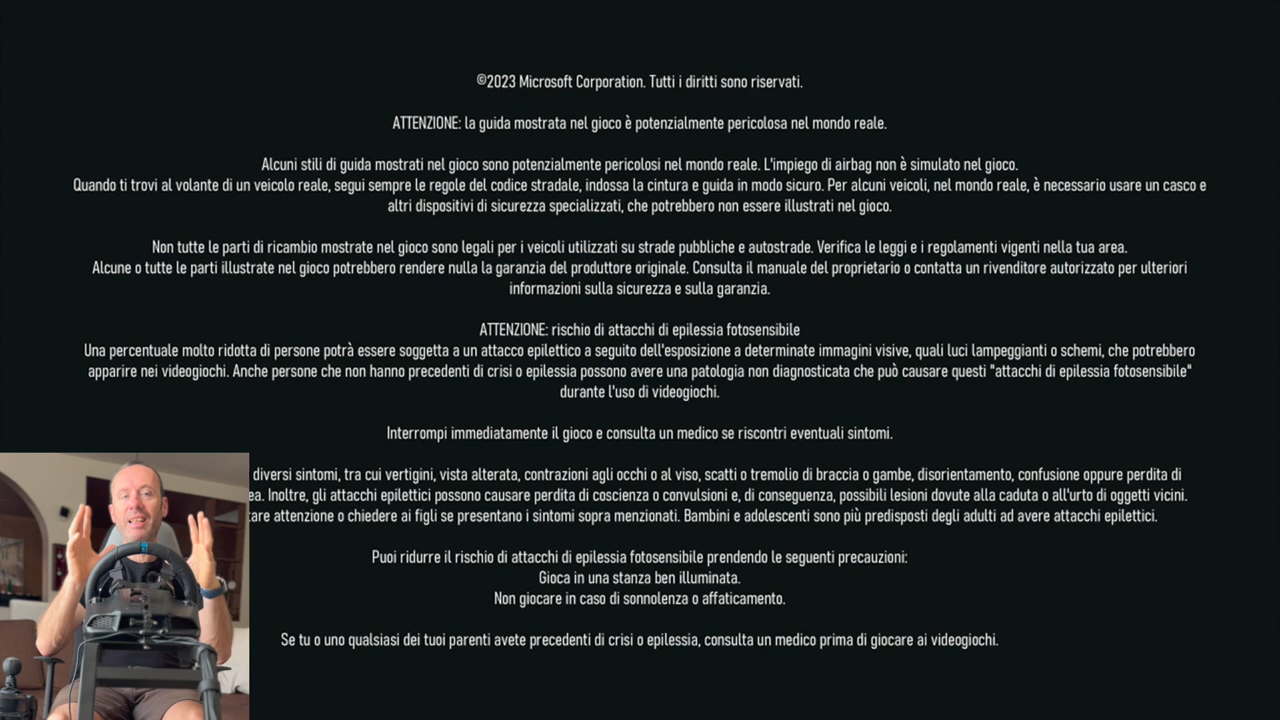 ©2023 Microsoft Corporation. Tutti i diritti sono riservati.
ATTENZIONE: la guida mostrata nel gioco è potenzialmente pericolosa nel mondo reale.
Alcuni stili di guida mostrati nel gioco sono potenzialmente pericolosi nel mondo reale. L'impiego di airbag non è simulato nel gioco.
Quando ti trovi al volante di un veicolo reale, segui sempre le regole del codice stradale, indossa la cintura e guida in modo sicuro. Per alcuni veicoli, nel mondo reale, è necessario usare un casco e
altri dispositivi di sicurezza specializzati, che potrebbero non essere illustrati nel gioco.
Non tutte le parti di ricambio mostrate nel gioco sono legali per i veicoli utilizzati su strade pubbliche e autostrade. Verifica le leggi e i regolamenti vigenti nella tua area.
Alcune o tutte le parti illustrate nel gioco potrebbero rendere nulla la garanzia del produttore originale. Consulta il manuale del proprietario o contatta un rivenditore autorizzato per ulteriori
informazioni sulla sicurezza e sulla garanzia.
ATTENZIONE: rischio di attacchi di epilessia fotosensibile
Una percentuale molto ridotta di persone potrà essere soggetta a un attacco epilettico a seguito dell'esposizione a determinate immagini visive, quali luci lampeggianti o schemi, che potrebbero
apparire nei videogiochi. Anche persone che non hanno precedenti di crisi o epilessia possono avere una patologia non diagnosticata che può causare questi "attacchi di epilessia fotosensibile"
durante l'uso di videogiochi.
Interrompi immediatamente il gioco e consulta un medico se riscontri eventuali sintomi.
diversi sintomi, tra cui vertigini, vista alterata, contrazioni agli occhi o al viso, scatti o tremolio di braccia o gambe, disorientamento, confusione oppure perdita di
ea. Inoltre, gli attacchi epilettici possono causare perdita di coscienza o convulsioni e, di conseguenza, possibili lesioni dovute alla caduta o all'urto di oggetti vicini.
are attenzione o chiedere ai figli se presentano i sintomi sopra menzionati. Bambini e adolescenti sono più predisposti degli adulti ad avere attacchi epilettici.
Puoi ridurre il rischio di attacchi di epilessia fotosensibile prendendo le seguenti precauzioni:
Gioca in una stanza ben illuminata.
Non giocare in caso di sonnolenza o affaticamento.
Se tu o uno qualsiasi dei tuoi parenti avete precedenti di crisi o epilessia, consulta un medico prima di giocare ai videogiochi.